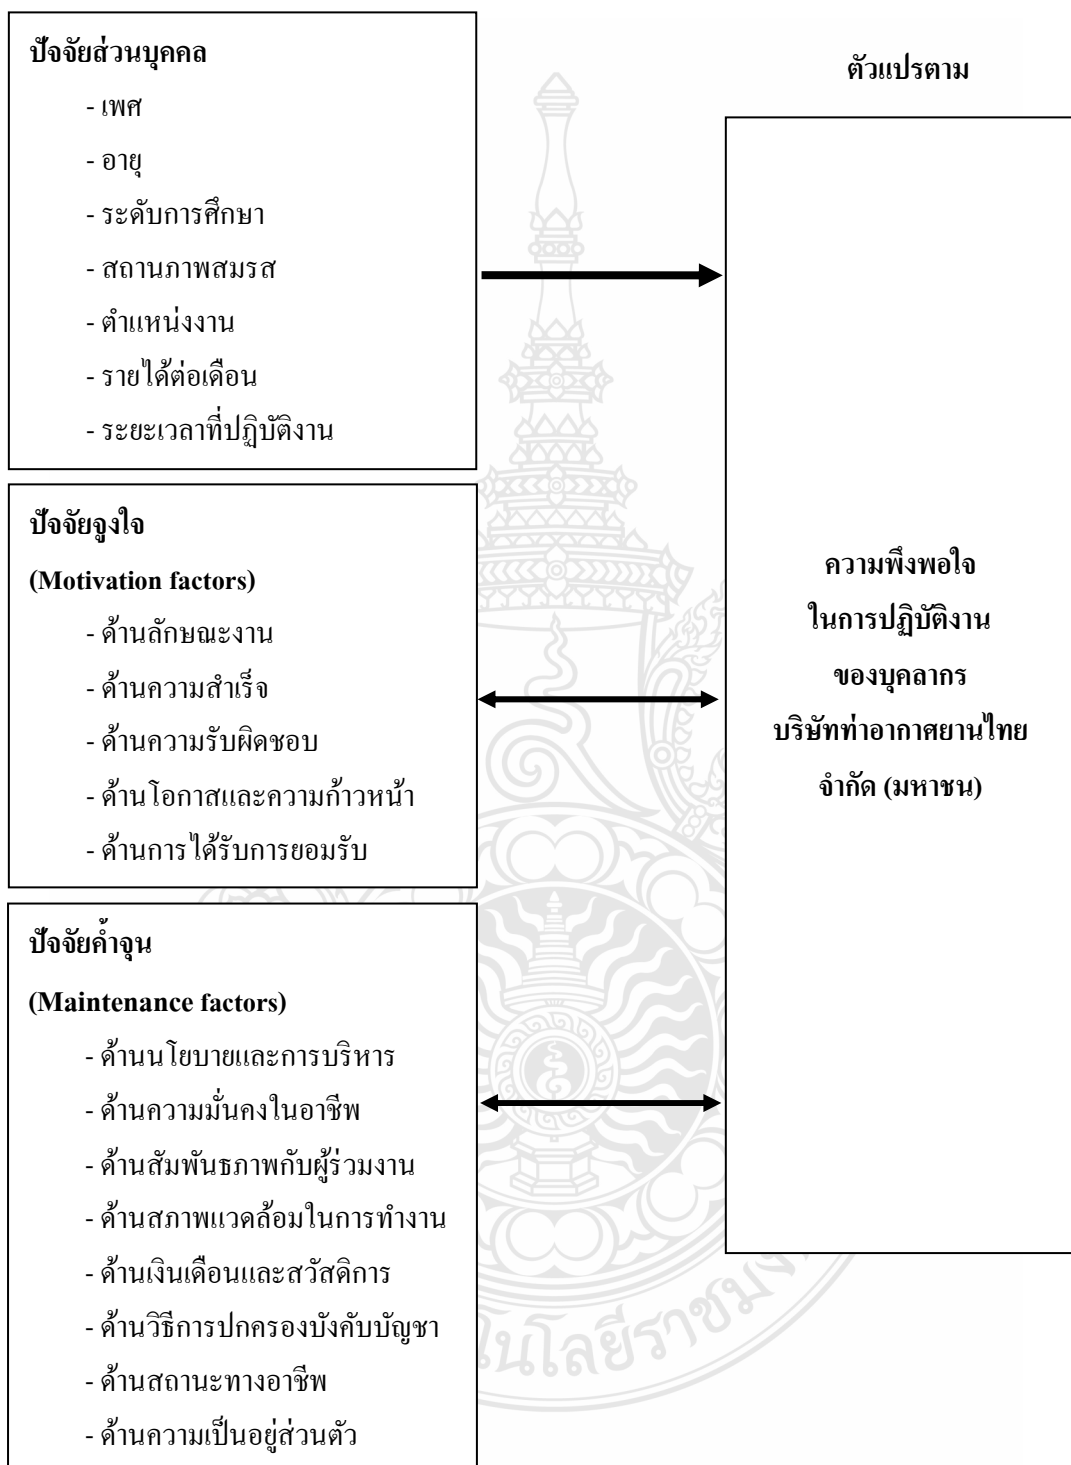 ปัจจัยส่วนบุคคล
- เพศ
- อายุ
- ระดับการศึกษา
- สถานภาพสมรส
- ตำแหน่งงาน
- รายได้ต่อเดือน
- ระยะเวลาที่ปฏิบัติงาน
ปัจจัยจูงใจ
(Motivation factors)
- ด้านลักษณะงาน
- ด้านความสำเร็จ
- ด้านความรับผิดชอบ
- ด้านโอกาสและความก้าวหน้า
- ด้านการได้รับการยอมรับ
ปัจจัยค้ำจุน
(Maintenance factors)
- ด้านนโยบายและการบริหาร
- ด้านความมั่นคงในอาชีพ
- ด้านสัมพันธภาพกับผู้ร่วมงาน
- ด้านสภาพแวดล้อมในการทำงาน
- ด้านเงินเดือนและสวัสดิการ
- ด้านวิธีการปกครองบังคับบัญชา
- ด้านสถานะทางอาชีพ
- ด้านความเป็นอยู่ส่วนตัว
ตัวแปรตาม
ความพึงพอใจ
ในการปฏิบัติงาน
ของบุคลากร
บริษัทท่าอากาศยานไทย
จำกัด (มหาชน)